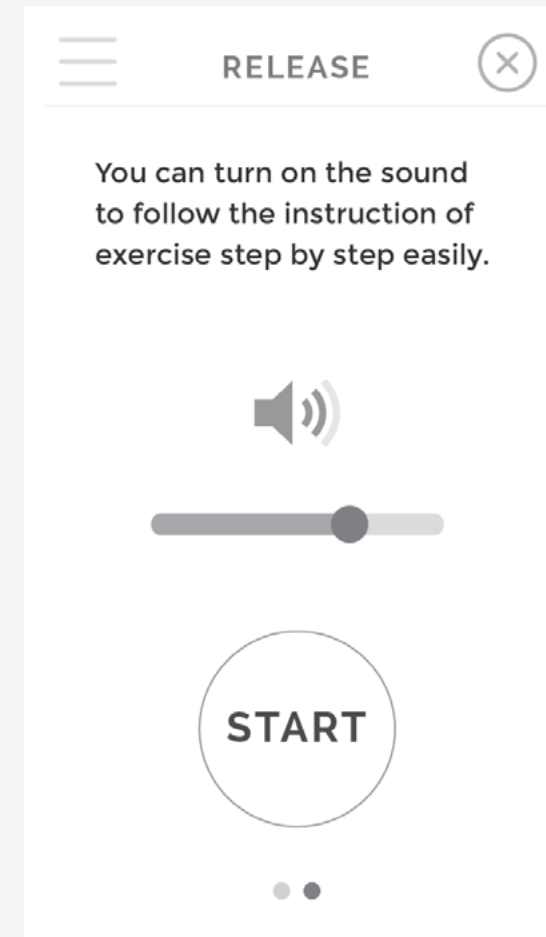 RELEASE
You can turn on the sound
to follow the instruction of
exercise step by step easily.
START